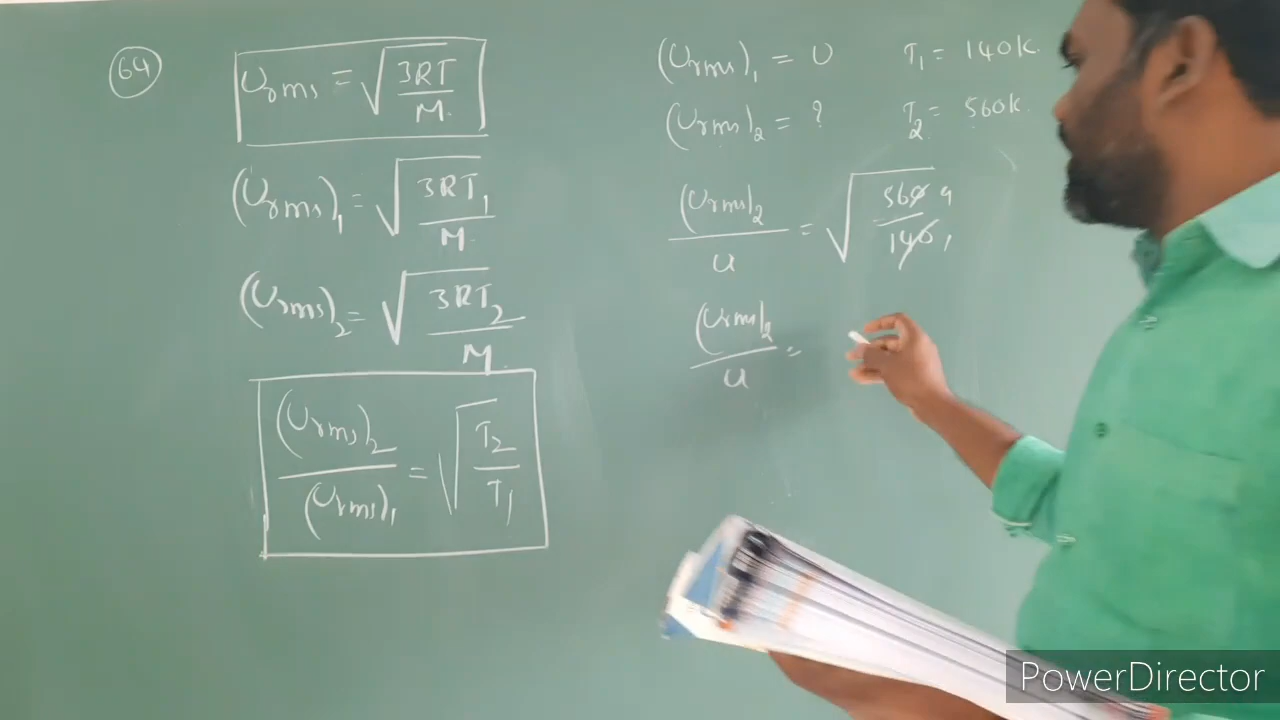 64
Urms = √3RT/M.
(Urms)1 = √3RT1/M.
(Urms)2 = √3RT2/M.
(Urms)2/(Urms)1 = √T2/T1
(Urms)1 = U T1 = 140K.
(Urms)2 = ? T2 = 560K.
(Urms)2/u = √560 4/140 1
(Urms)2/u =
PowerDirector